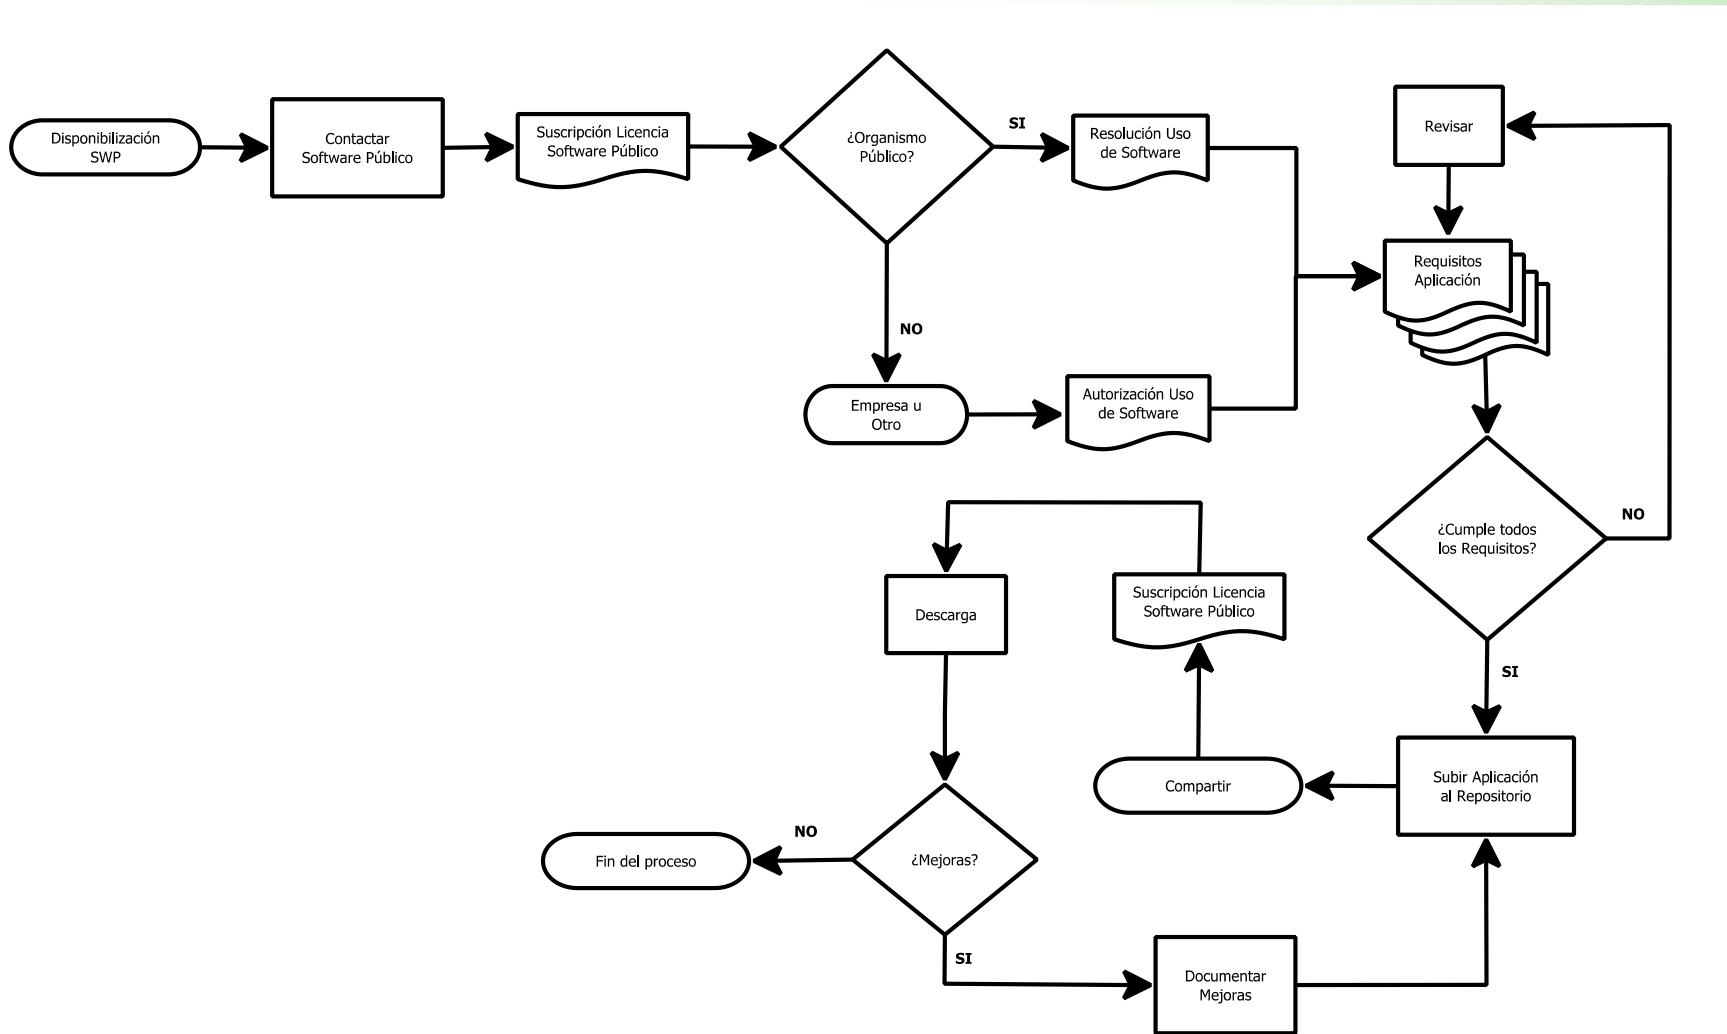 Disponibilización
SWP
Contactar
Software Público
Suscripción Licencia
Software Público
¿Organismo
Público?
SI
Resolución Uso
de Software
NO
Empresa u
Otro
Autorización Uso
de Software
Revisar
Requisitos
Aplicación
¿Cumple todos
los Requisitos?
NO
SI
Subir Aplicación
al Repositorio
Compartir
Suscripción Licencia
Software Público
Descarga
¿Mejoras?
NO
Fin del proceso
SI
Documentar
Mejoras